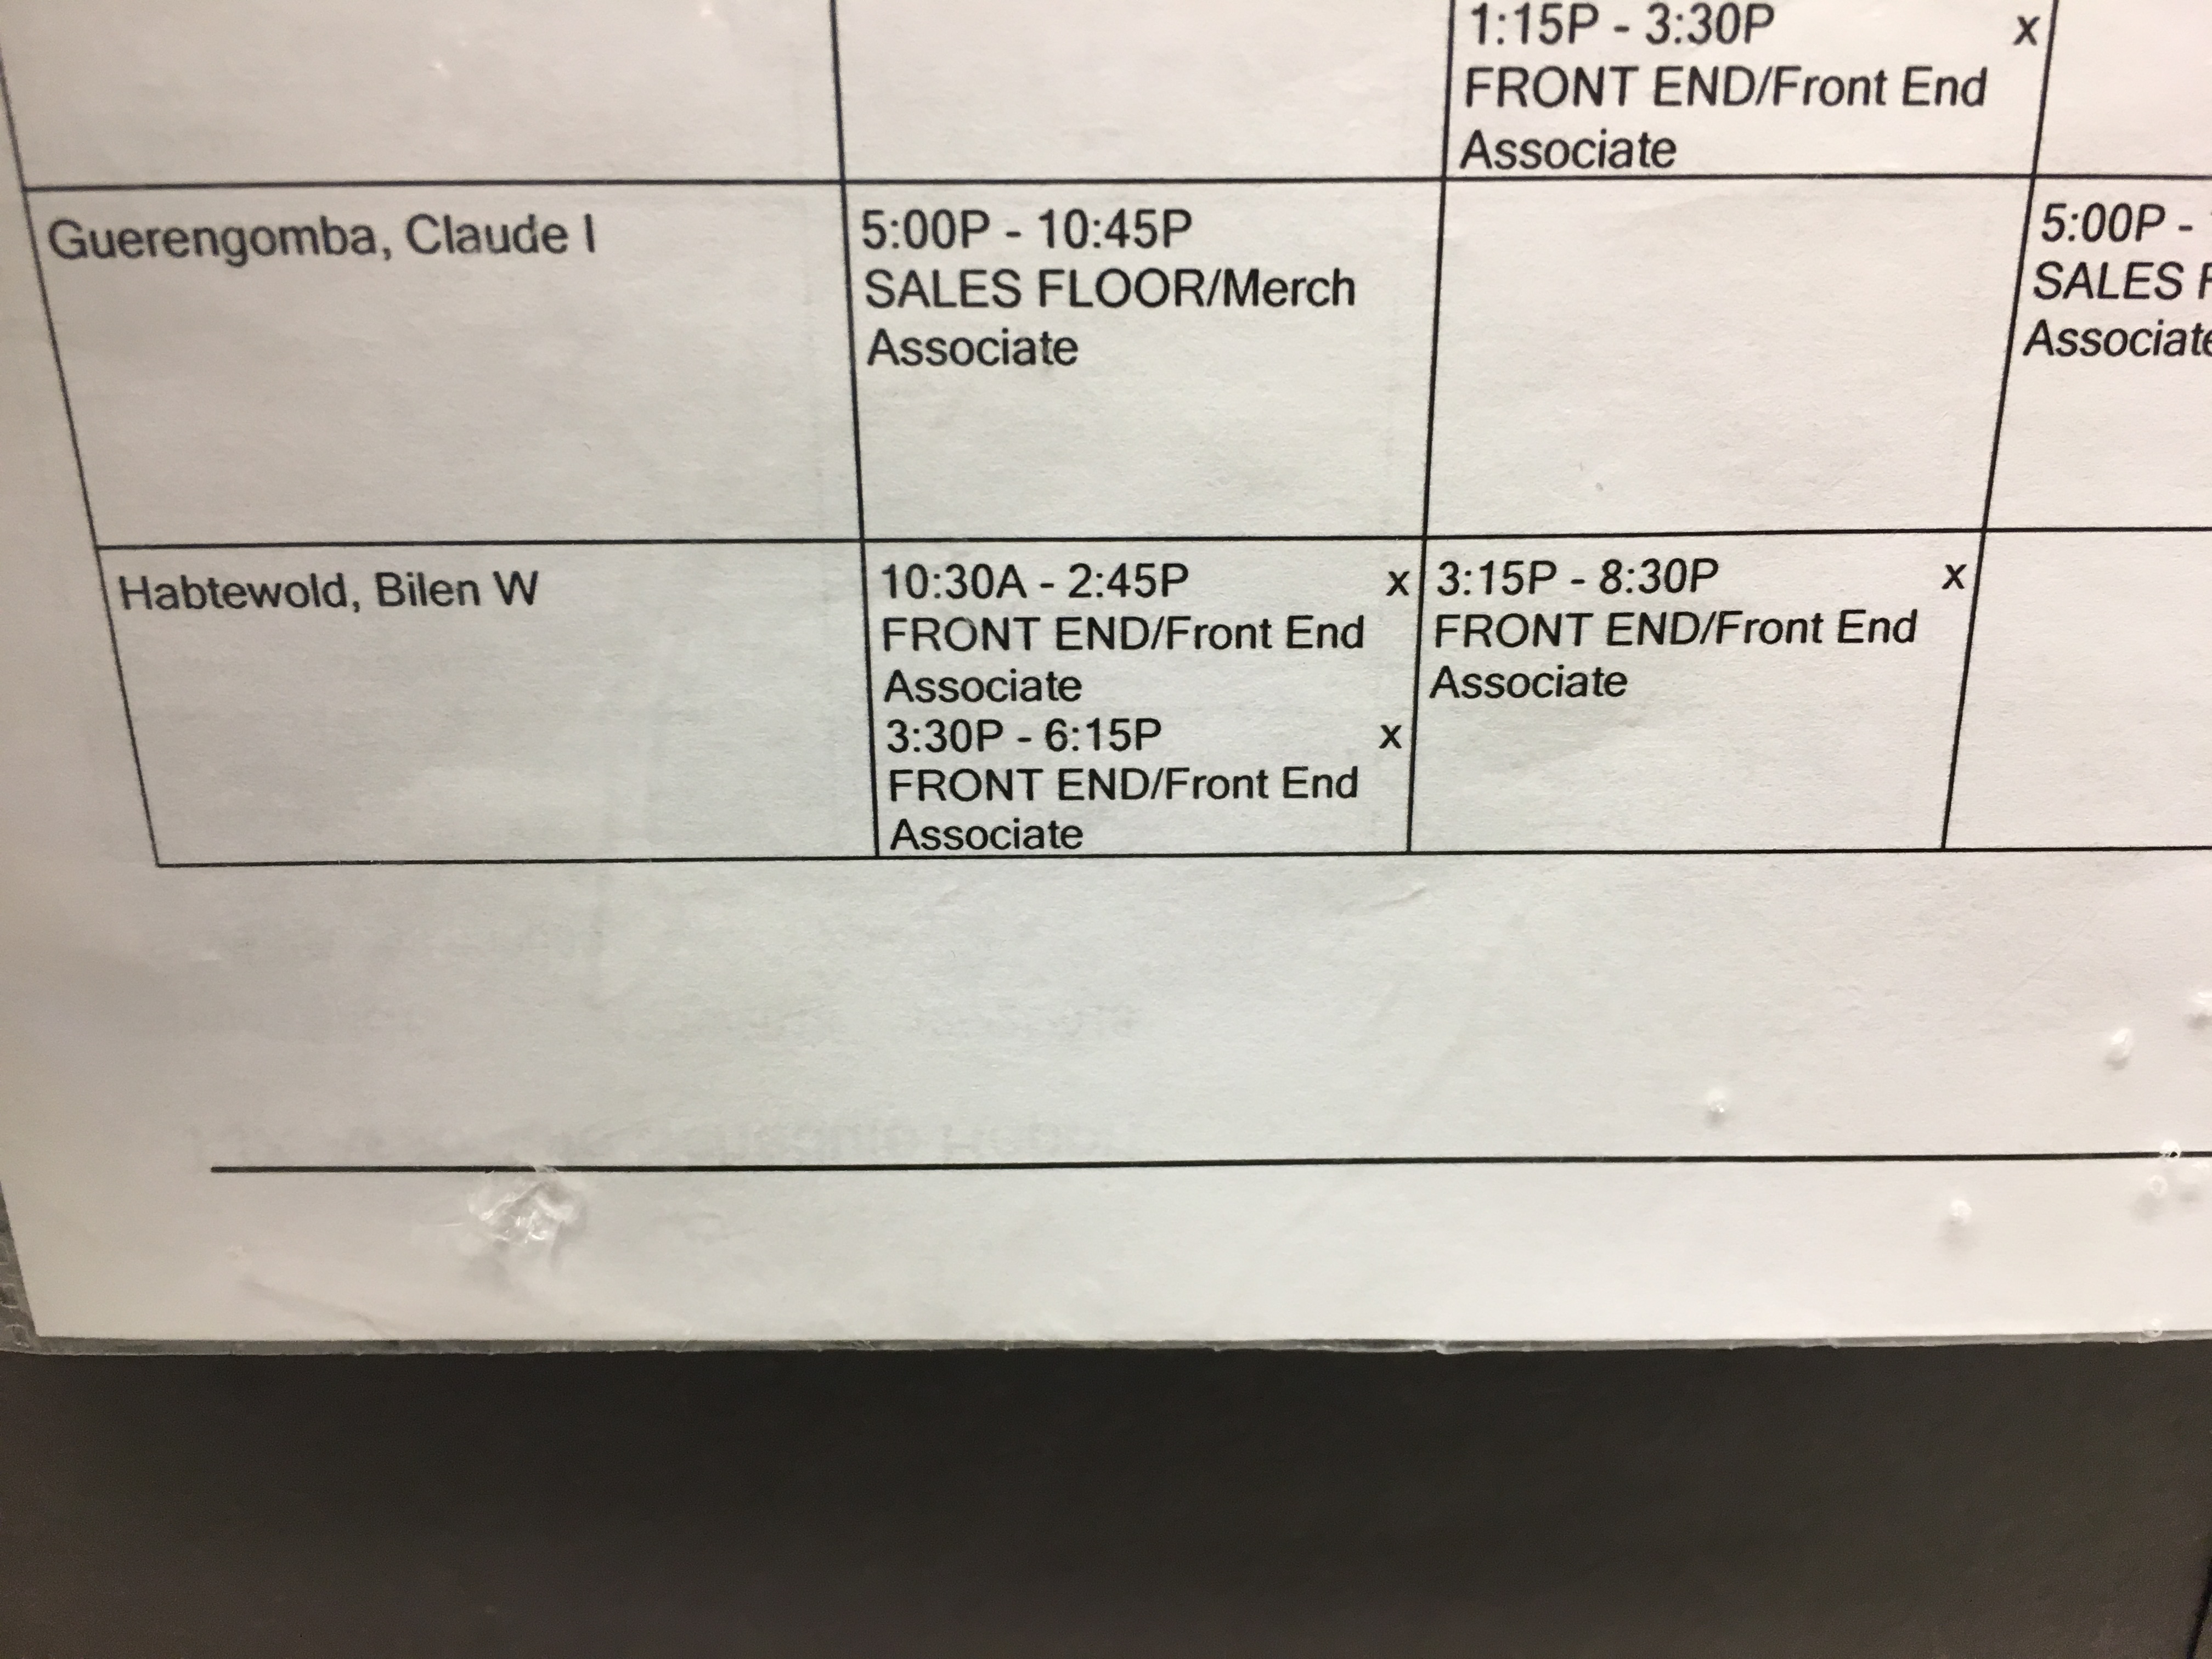 1:15P - 3:30P x
FRONT END/Front End
Associate
Guerengomba, Claude I
5:00P - 10:45P
SALES FLOOR/Merch
Associate
5:00P -
SALES
Associate
Habtewold, Bilen W
10:30A - 2:45P x
FRONT END/Front End
Associate
3:30P - 6:15P x
FRONT END/Front End
Associate
3:15P - 8:30P x
FRONT END/Front End
Associate